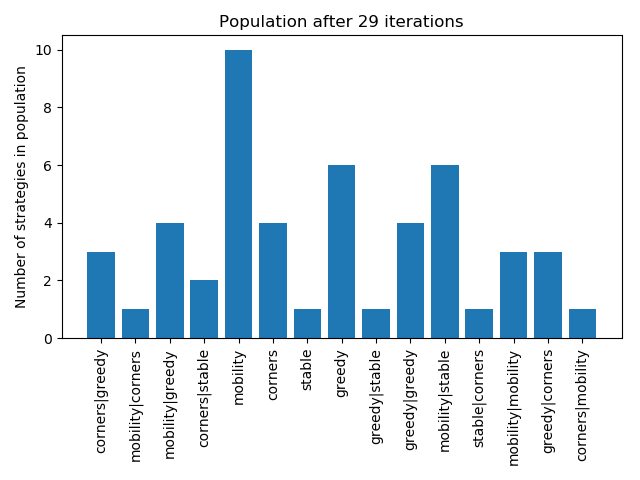 Population after 29 iterations
Number of strategies in population
10
8
6
4
2
0
corners|greedy
mobility|corners
mobility|greedy
corners|stable
mobility
corners
stable
greedy
greedy|stable
greedy|greedy
mobility|stable
stable|corners
mobility|mobility
greedy|corners
corners|mobility